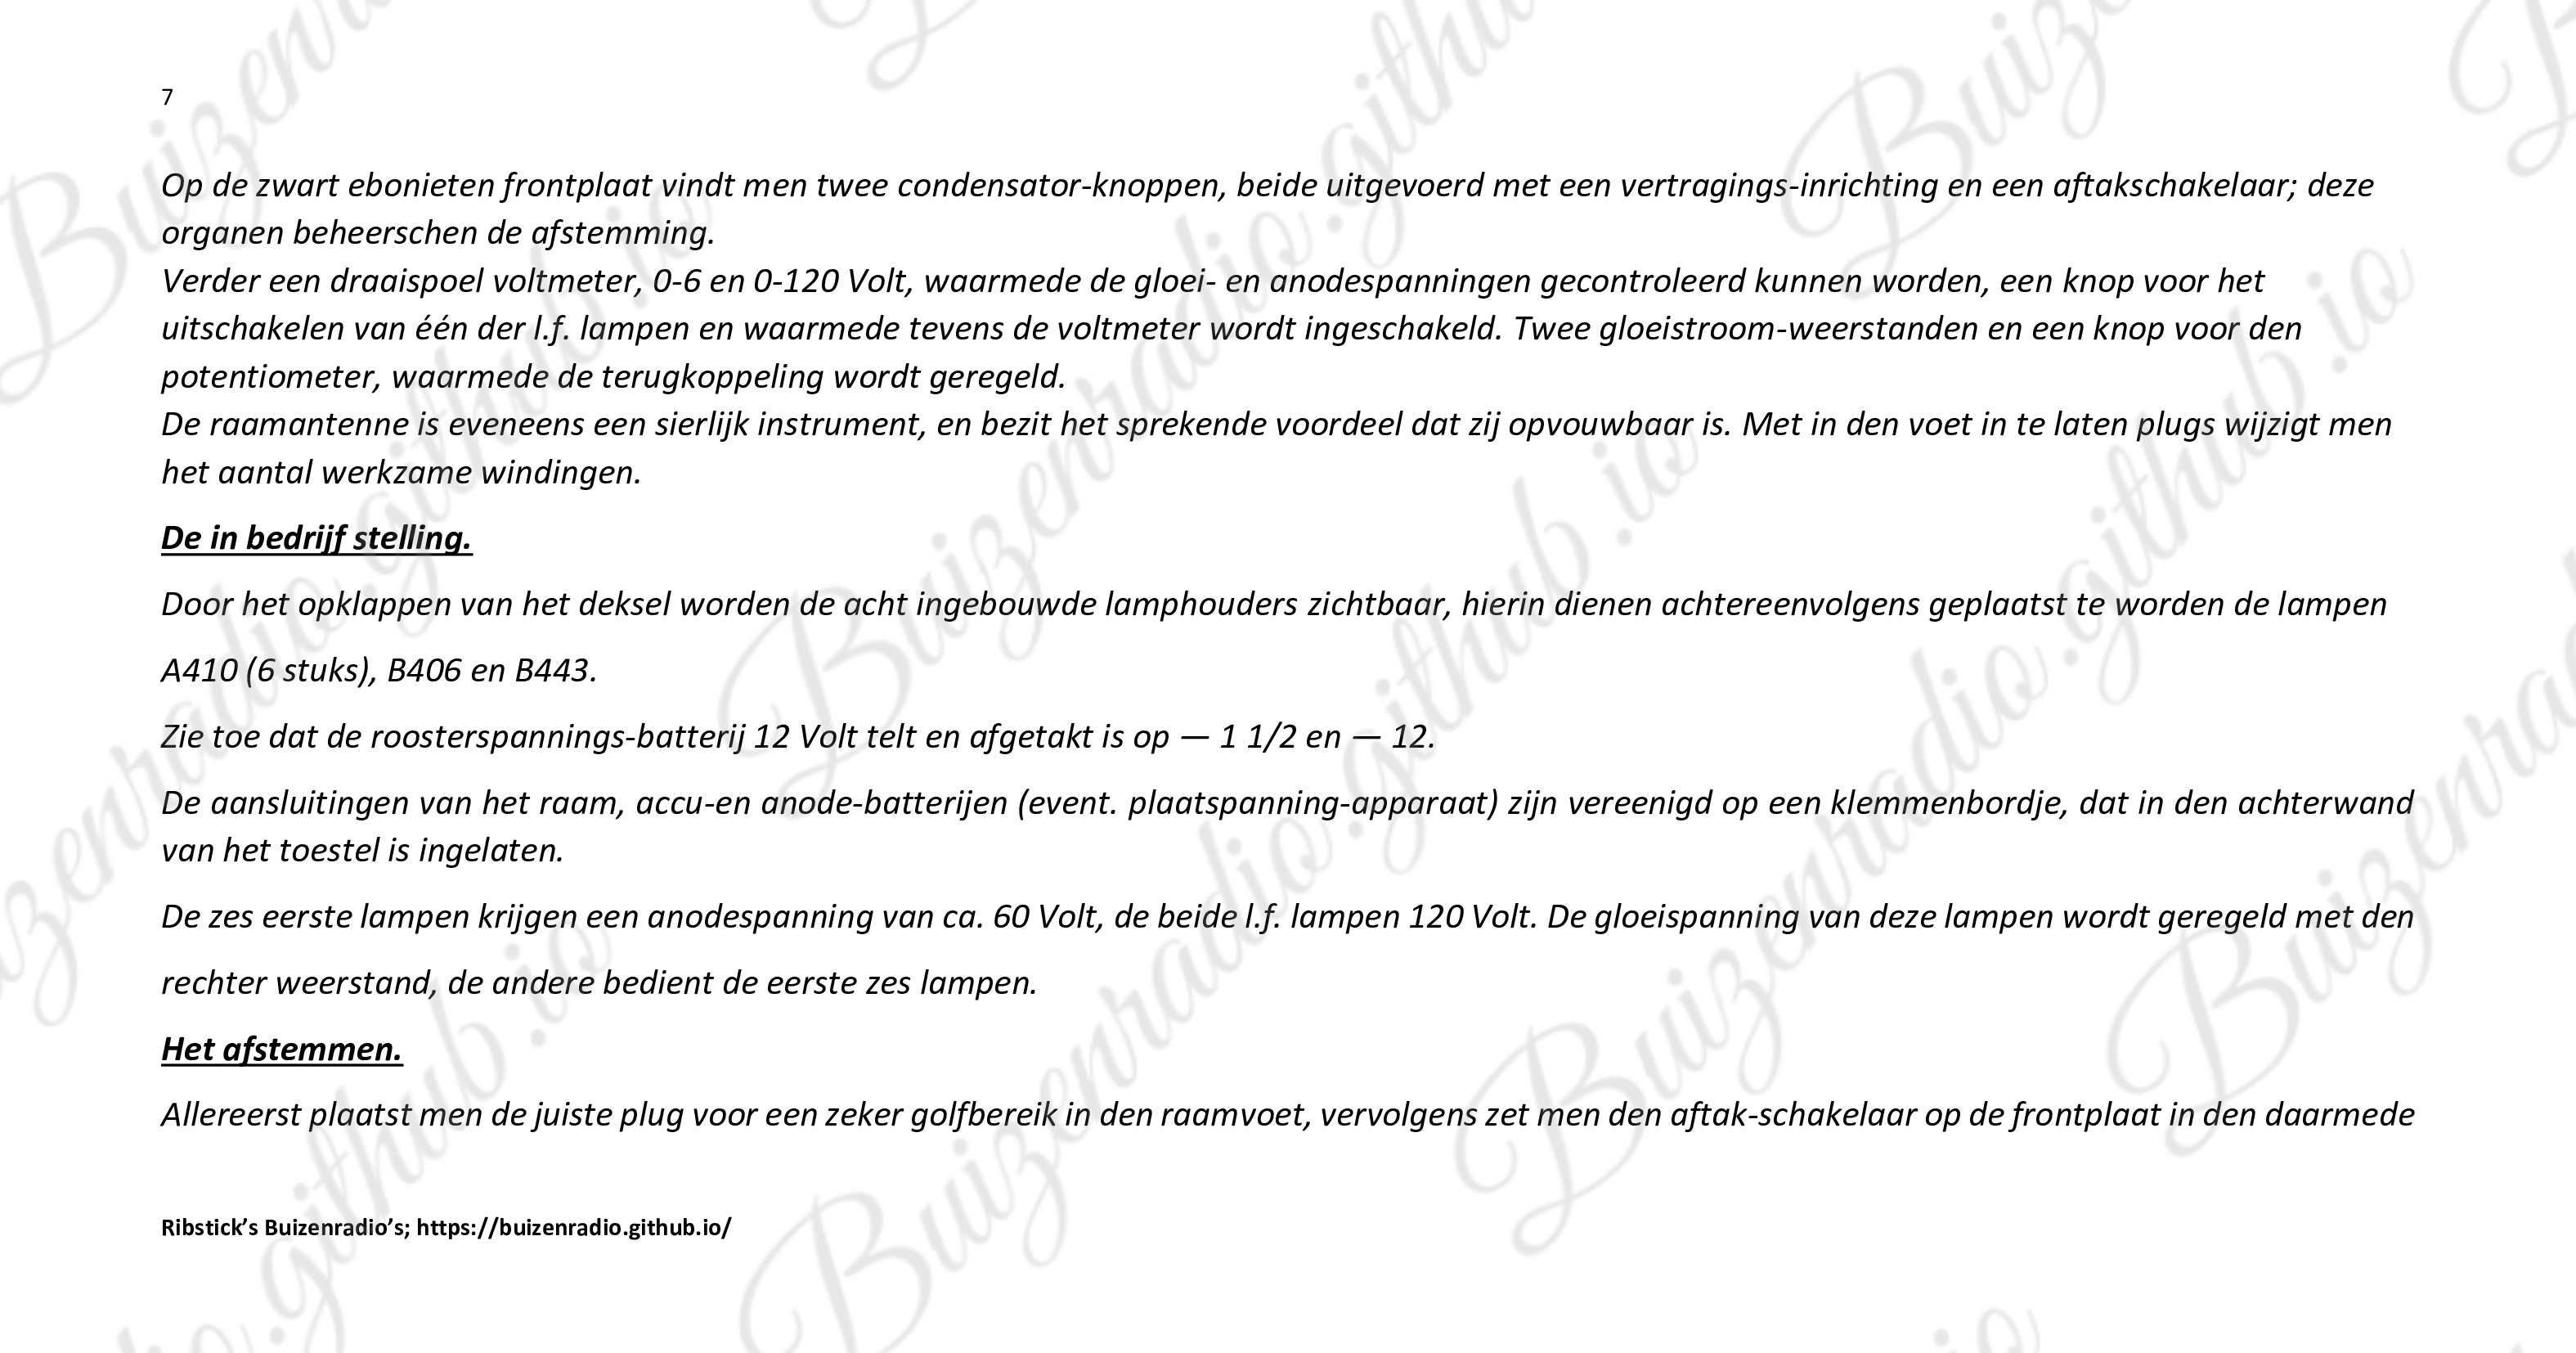 7
Op de zwart ebonieten frontplaat vindt men twee condensator-knoppen, beide uitgevoerd met een vertragings-inrichting en een aftakschakelaar; deze
organen beheerschen de afstemming.
Verder een draaispoel voltmeter, 0-6 en 0-120 Volt, waarmede de gloei- en anodespanningen gecontroleerd kunnen worden, een knop voor het
uitschakelen van één der l.f. lampen en waarmede tevens de voltmeter wordt ingeschakeld. Twee gloeistroom-weerstanden en een knop voor den
potentiometer, waarmede de terugkoppeling wordt geregeld.
De raamantenne is eveneens een sierlijk instrument, en bezit het sprekende voordeel dat zij opvouwbaar is. Met in den voet in te laten plugs wijzigt men
het aantal werkzame windingen.
De in bedrijf stelling.
Door het opklappen van het deksel worden de acht ingebouwde lamphouders zichtbaar, hierin dienen achtereenvolgens geplaatst te worden de lampen
A410 (6 stuks), B406 en B443.
Zie toe dat de roosterspannings-batterij 12 Volt telt en afgetakt is op — 1 1/2 en — 12.
De aansluitingen van het raam, accu-en anode-batterijen (event. plaatspanning-apparaat) zijn vereenigd op een klemmenbordje, dat in den achterwand
van het toestel is ingelaten.
De zes eerste lampen krijgen een anodespanning van ca. 60 Volt, de beide l.f. lampen 120 Volt. De gloeispanning van deze lampen wordt geregeld met den
rechter weerstand, de andere bedient de eerste zes lampen.
Het afstemmen.
Allereerst plaatst men de juiste plug voor een zeker golfbereik in den raamvoet, vervolgens zet men den aftak-schakelaar op de frontplaat in den daarmede
Ribstick's Buizenradio's; https://buizenradio.github.io/
Buizenradio.github.io